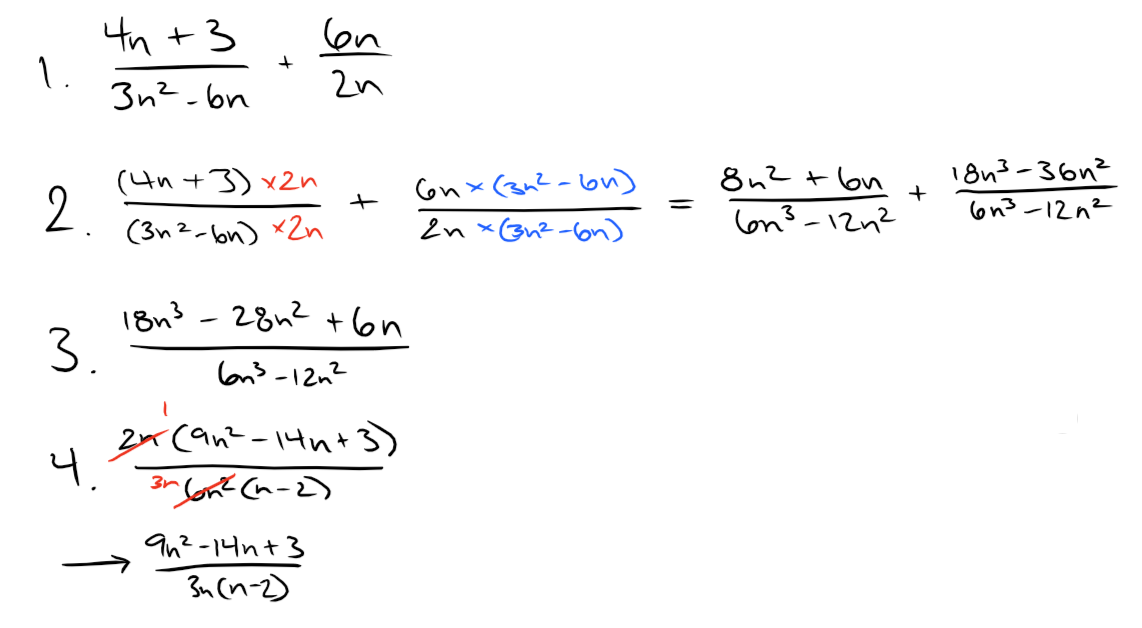 1. (4n + 3)/(3n² - 6n) + 6n/2n
2. ((4n + 3) ×2n)/((3n² - 6n) ×2n) + (6n × (3n² - 6n))/(2n × (3n² - 6n)) = (8n² + 6n)/(6n³ - 12n²) + (18n³ - 36n²)/(6n³ - 12n²)
3. (18n³ - 28n² + 6n)/(6n³ - 12n²)
1
4. (2n (9n² - 14n + 3))/(3n 6n² (n - 2))
→ (9n² - 14n + 3)/(3n(n - 2))